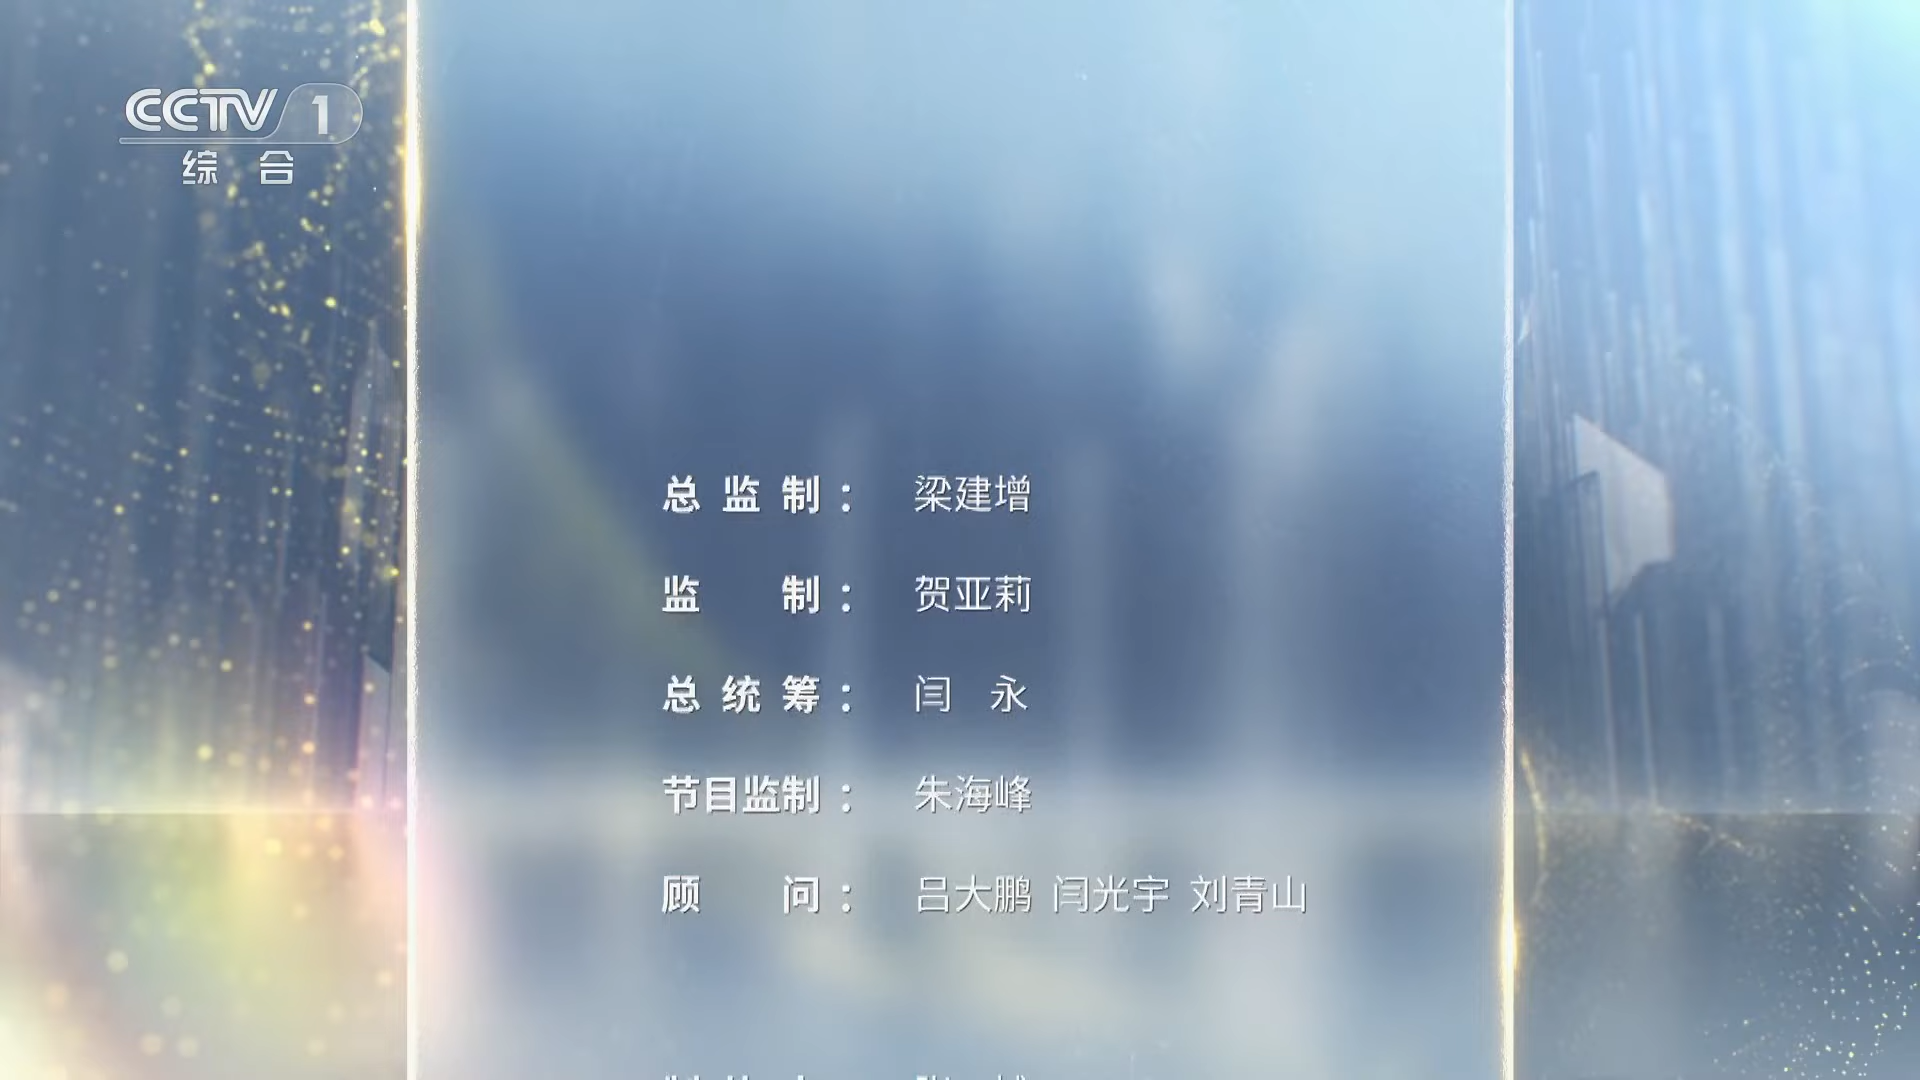 CCTV 1
综 合
总 监 制： 梁建增
监 制： 贺亚莉
总 统 筹： 闫 永
节目监制： 朱海峰
顾 问： 吕大鹏 闫光宇 刘青山